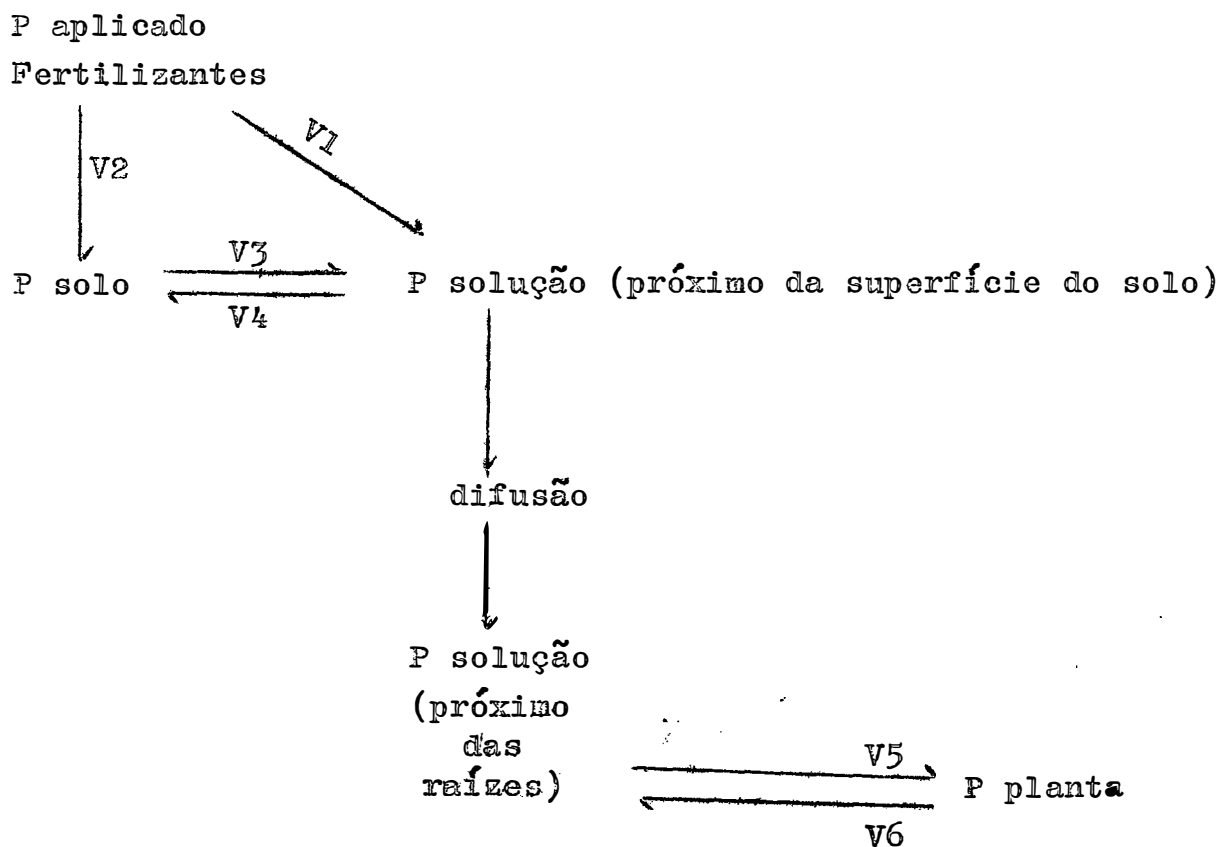 P aplicado
Fertilizantes
V1
V2
V3
P solo
P solução (próximo da superfície do solo)
V4
difusão
P solução
(próximo
das
raízes)
V5
P planta
V6